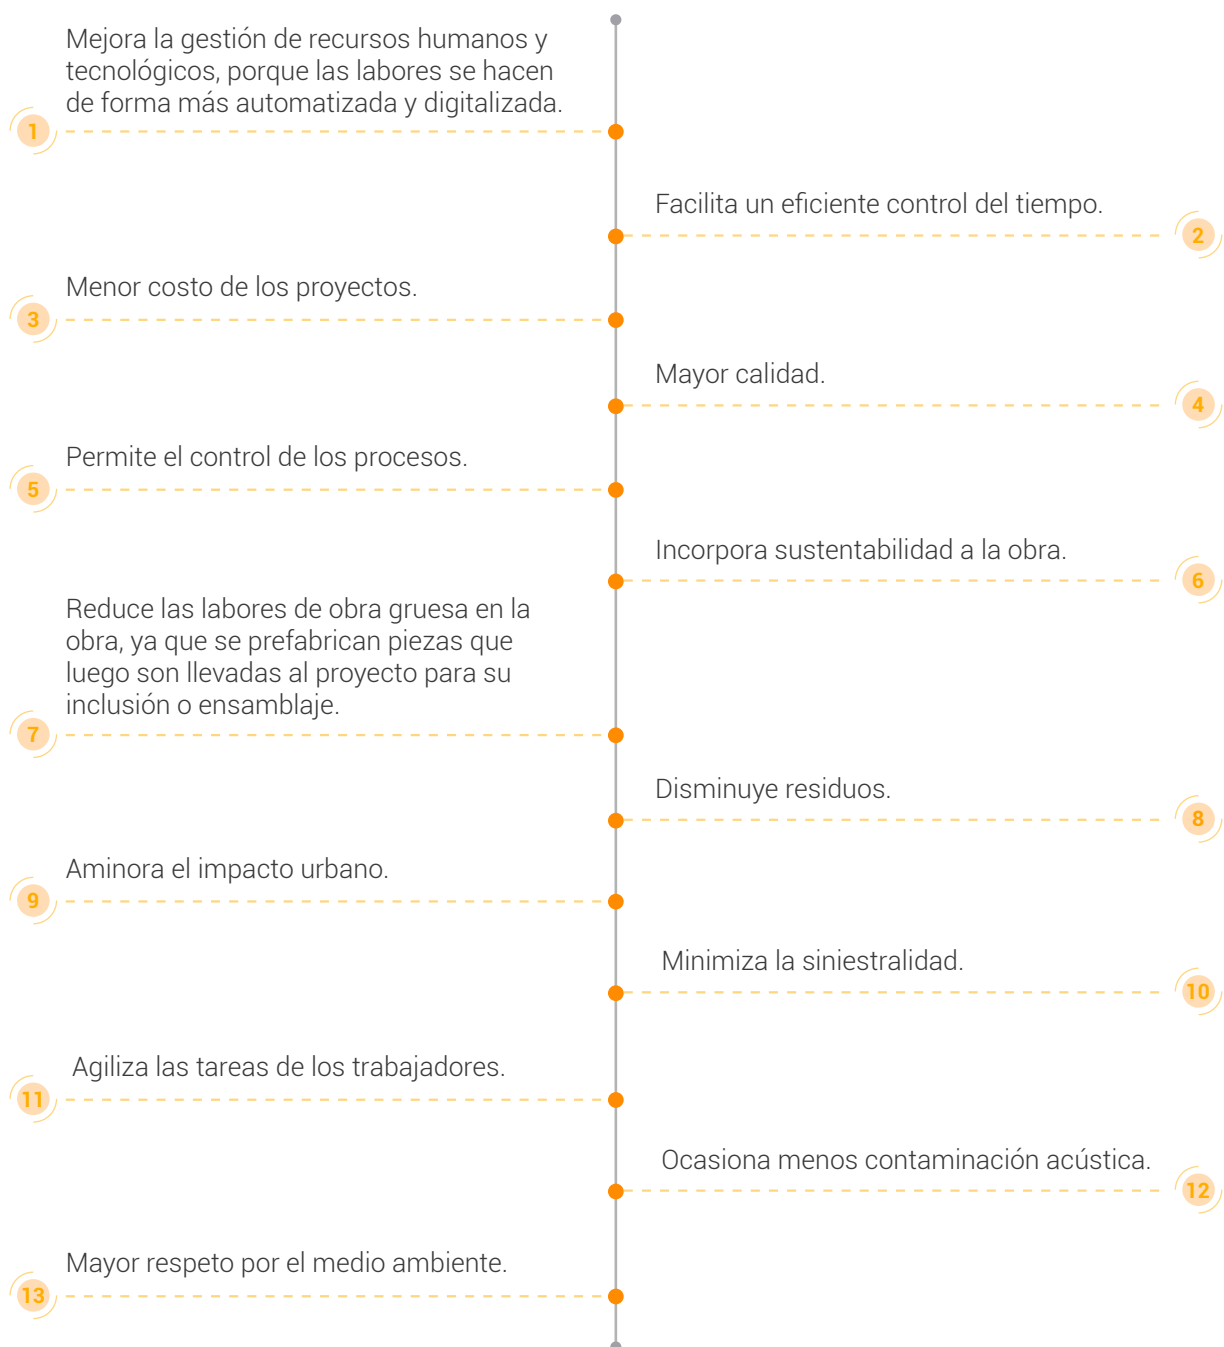 Mejora la gestión de recursos humanos y
tecnológicos, porque las labores se hacen
de forma más automatizada y digitalizada.
1
Facilita un eficiente control del tiempo.
2
Menor costo de los proyectos.
3
Mayor calidad.
4
Permite el control de los procesos.
5
Incorpora sustentabilidad a la obra.
6
Reduce las labores de obra gruesa en la
obra, ya que se prefabrican piezas que
luego son llevadas al proyecto para su
inclusión o ensamblaje.
7
Disminuye residuos.
8
Aminora el impacto urbano.
9
Minimiza la siniestralidad.
10
Agiliza las tareas de los trabajadores.
11
Ocasiona menos contaminación acústica.
12
Mayor respeto por el medio ambiente.
13